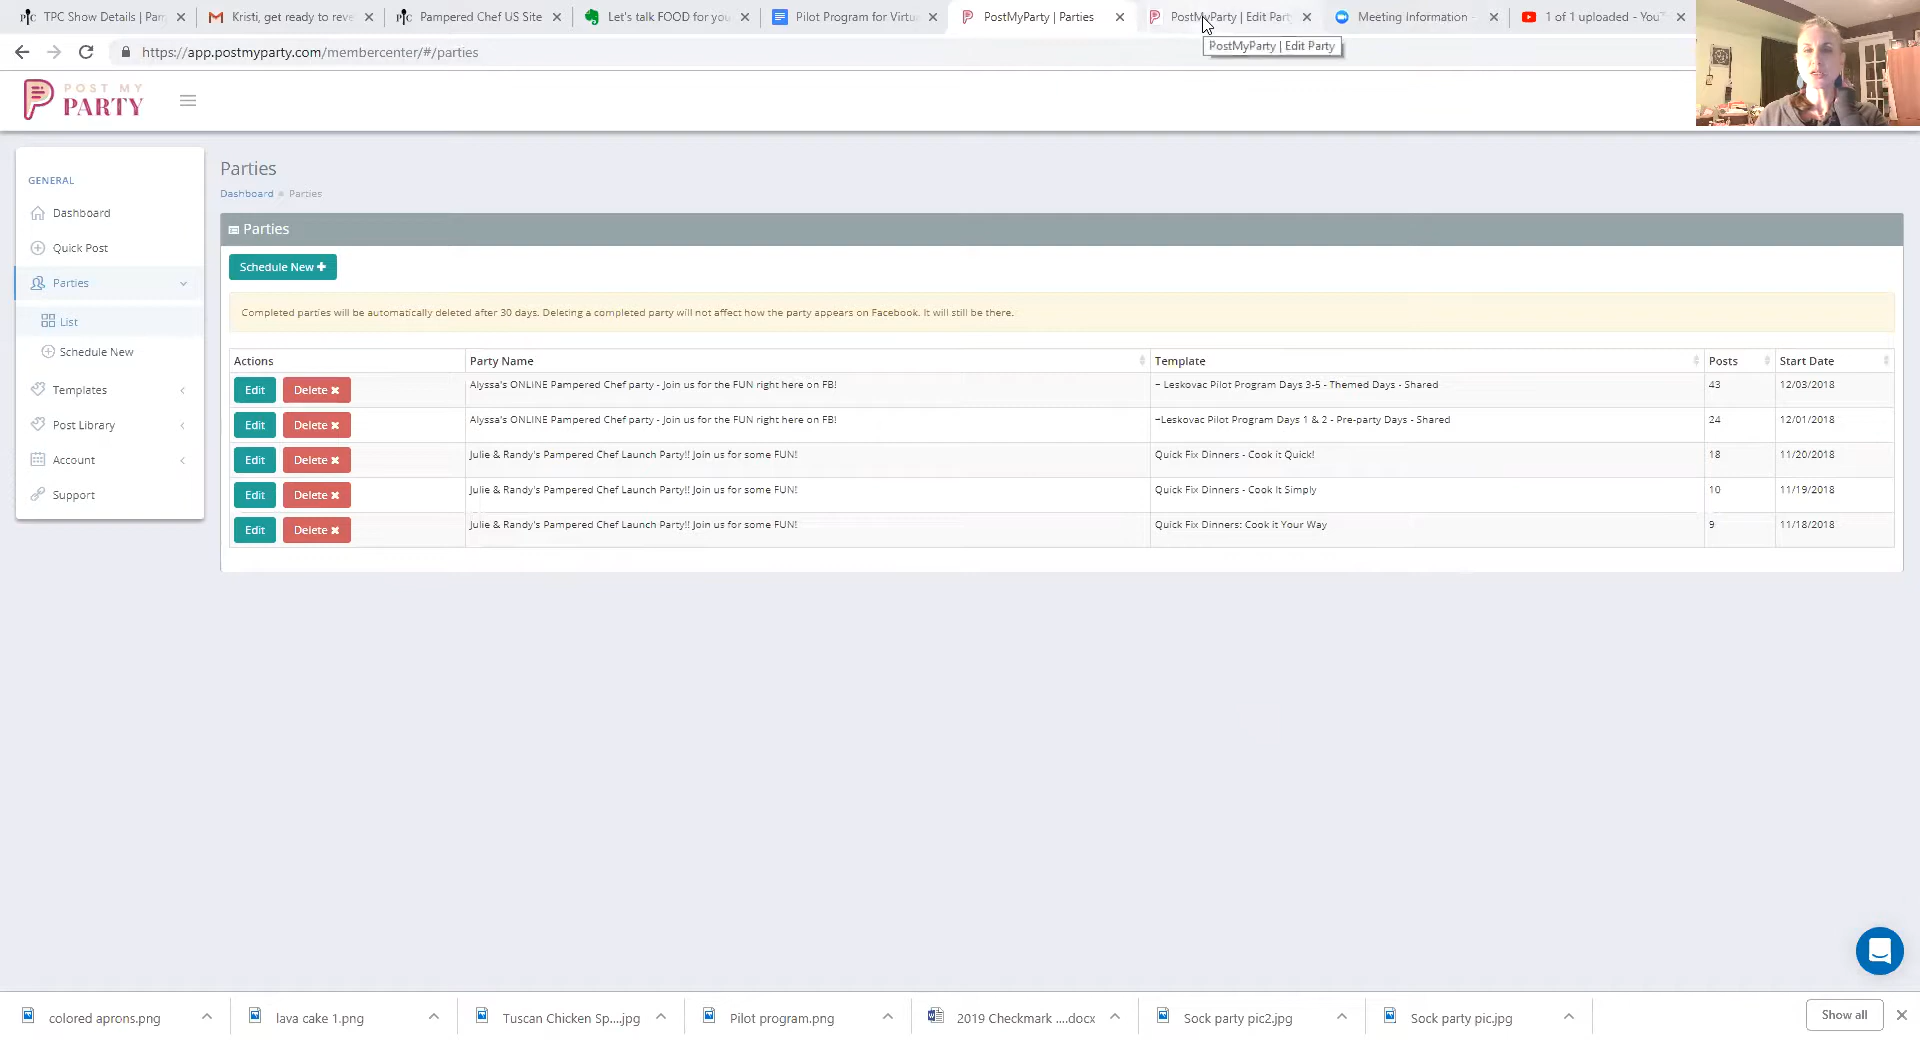 TPC Show Details | Pam
Kristi, get ready to reve
Pampered Chef US Site
Let's talk FOOD for you
Pilot Program for Virtu
PostMyParty | Parties
PostMyParty | Edit Party
Meeting Information -
1 of 1 uploaded - You
https://app.postmyparty.com/membercenter/#/parties
PostMyParty | Edit Party
POST MY
PARTY
GENERAL
Dashboard
Quick Post
Parties
List
Schedule New
Templates
Post Library
Account
Support
Parties
Dashboard Parties
Parties
Schedule New
Completed parties will be automatically deleted after 30 days. Deleting a completed party will not affect how the party appears on Facebook. It will still be there.
Actions Party Name Template Posts Start Date
Edit Delete Alyssa's ONLINE Pampered Chef party - Join us for the FUN right here on FB! ~ Leskovac Pilot Program Days 3-5 - Themed Days - Shared 43 12/03/2018
Edit Delete Alyssa's ONLINE Pampered Chef party - Join us for the FUN right here on FB! ~Leskovac Pilot Program Days 1 & 2 - Pre-party Days - Shared 24 12/01/2018
Edit Delete Julie & Randy's Pampered Chef Launch Party!! Join us for some FUN! Quick Fix Dinners - Cook it Quick! 18 11/20/2018
Edit Delete Julie & Randy's Pampered Chef Launch Party!! Join us for some FUN! Quick Fix Dinners - Cook It Simply 10 11/19/2018
Edit Delete Julie & Randy's Pampered Chef Launch Party!! Join us for some FUN! Quick Fix Dinners: Cook it Your Way 9 11/18/2018
colored aprons.png
lava cake 1.png
Tuscan Chicken Sp....jpg
Pilot program.png
2019 Checkmark ....docx
Sock party pic2.jpg
Sock party pic.jpg
Show all